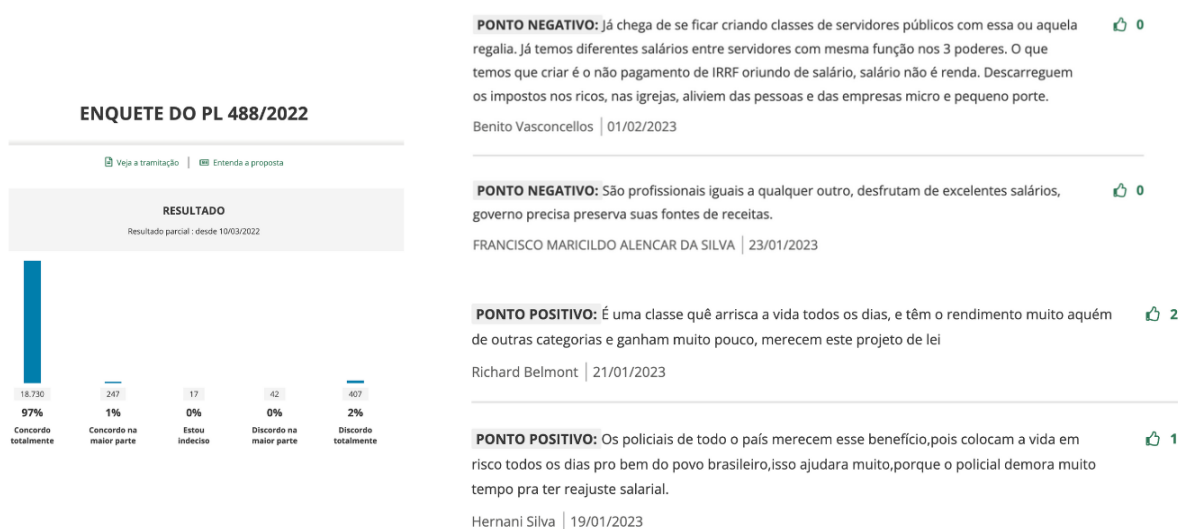 ENQUETE DO PL 488/2022
Veja a tramitação | Entenda a proposta
RESULTADO
Resultado parcial : desde 10/03/2022
18.730 247 17 42 407
97% 1% 0% 0% 2%
Concordo totalmente
Concordo na maior parte
Estou indeciso
Discordo na maior parte
Discordo totalmente
PONTO NEGATIVO: Já chega de se ficar criando classes de servidores públicos com essa ou aquela
regalia. Já temos diferentes salários entre servidores com mesma função nos 3 poderes. O que
temos que criar é o não pagamento de IRRF oriundo de salário, salário não é renda. Descarreguem
os impostos nos ricos, nas igrejas, aliviem das pessoas e das empresas micro e pequeno porte.
0
Benito Vasconcellos | 01/02/2023
PONTO NEGATIVO: São profissionais iguais a qualquer outro, desfrutam de excelentes salários,
governo precisa preserva suas fontes de receitas.
0
FRANCISCO MARICILDO ALENCAR DA SILVA | 23/01/2023
PONTO POSITIVO: É uma classe quê arrisca a vida todos os dias, e têm o rendimento muito aquém
de outras categorias e ganham muito pouco, merecem este projeto de lei
2
Richard Belmont | 21/01/2023
PONTO POSITIVO: Os policiais de todo o país merecem esse benefício,pois colocam a vida em
risco todos os dias pro bem do povo brasileiro,isso ajudara muito,porque o policial demora muito
tempo pra ter reajuste salarial.
1
Hernani Silva | 19/01/2023